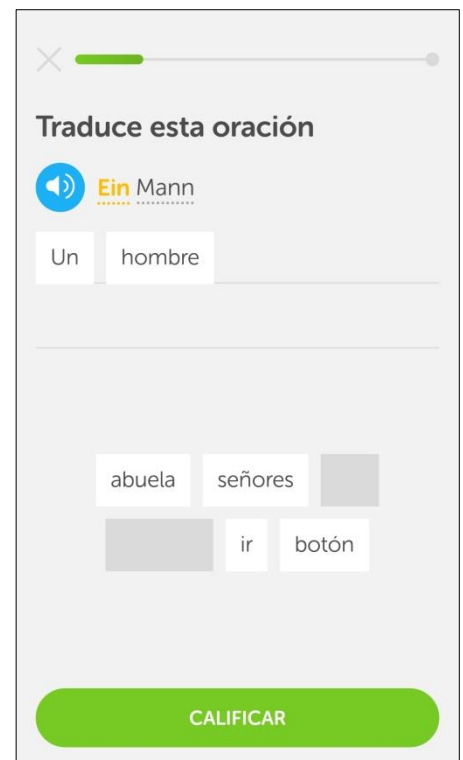 Traduce esta oración
Ein Mann
Un hombre
abuela señores
ir botón
CALIFICAR